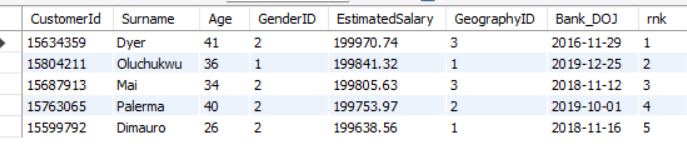 CustomerId Surname Age GenderID EstimatedSalary GeographyID Bank_DOJ rnk
15634359 Dyer 41 2 199970.74 3 2016-11-29 1
15804211 Oluchukwu 36 1 199841.32 1 2019-12-25 2
15687913 Mai 34 2 199805.63 3 2018-11-12 3
15763065 Palerma 40 2 199753.97 2 2019-10-01 4
15599792 Dimauro 26 2 199638.56 1 2018-11-16 5